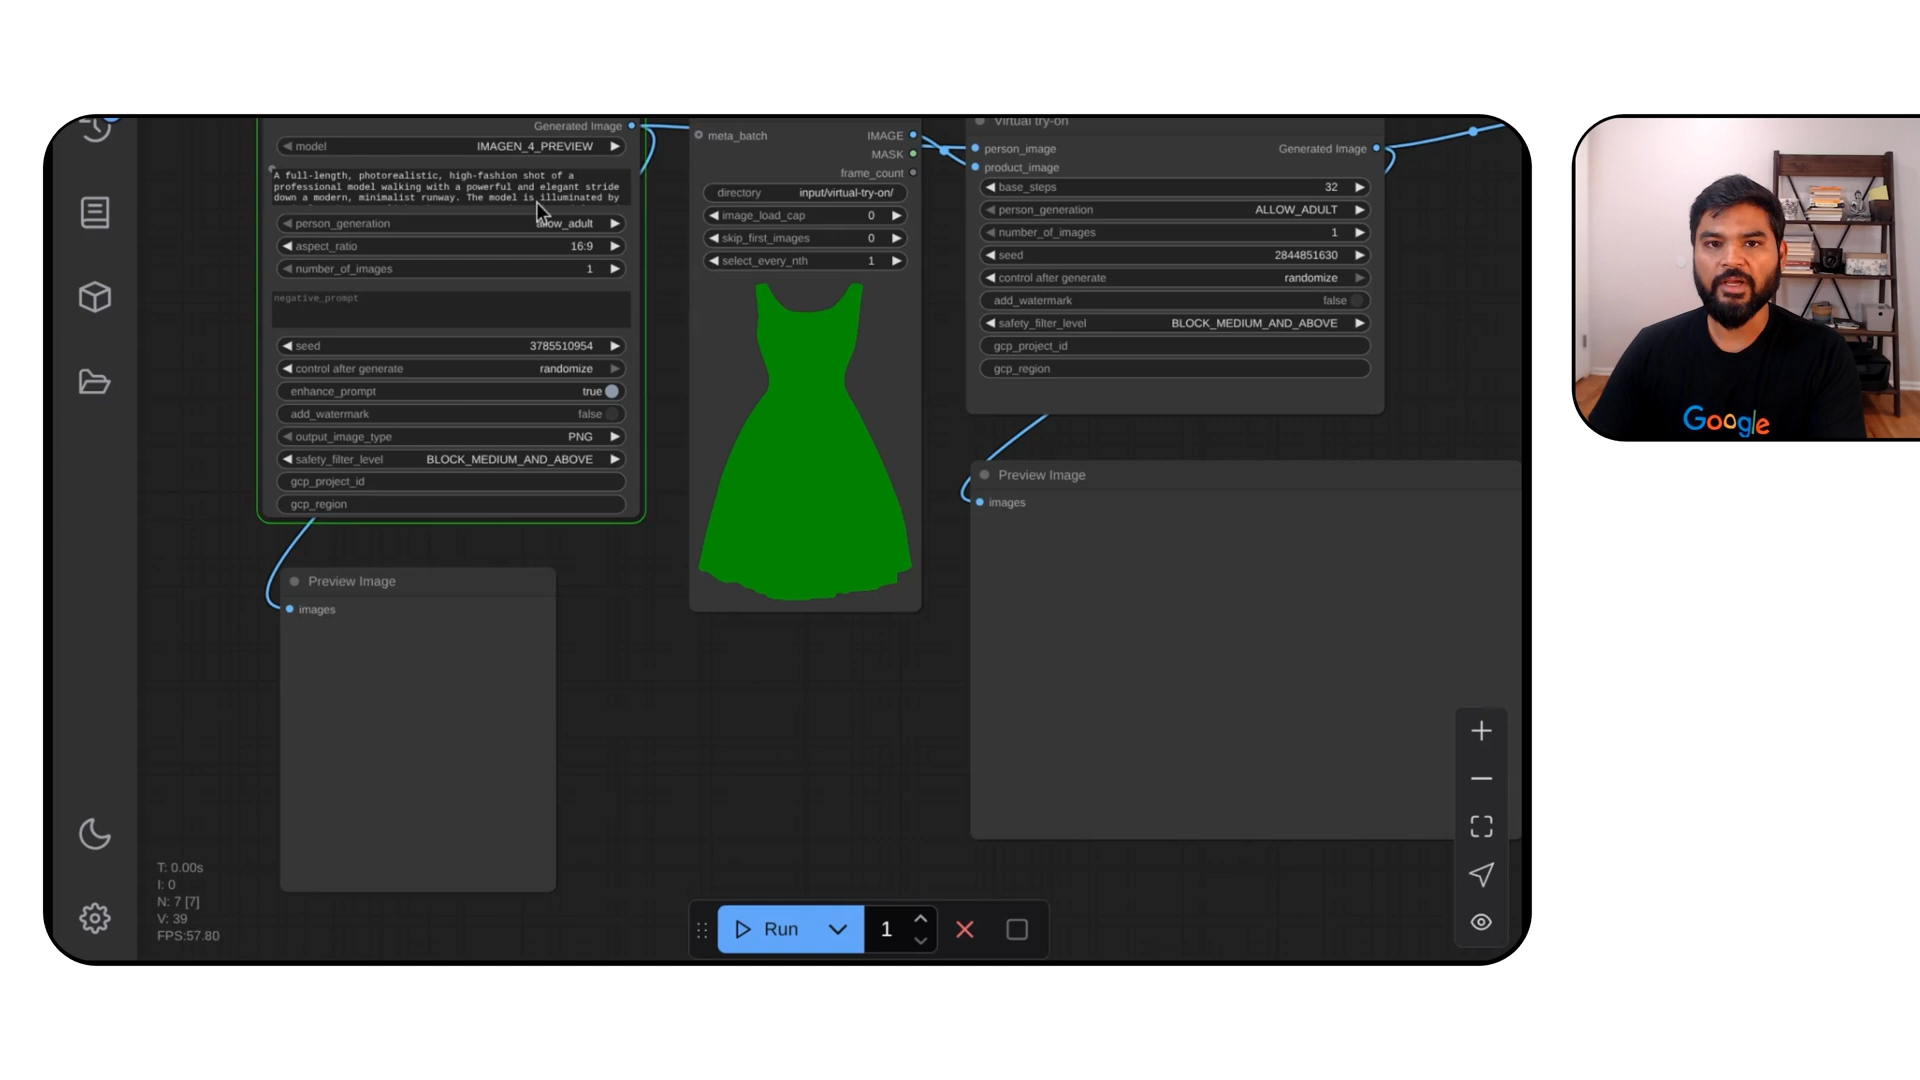 Generated Image
model IMAGEN_4_PREVIEW
A full-length, photorealistic, high-fashion shot of a
professional model walking with a powerful and elegant stride
down a modern, minimalist runway. The model is illuminated by
person_generation allow_adult
aspect_ratio 16:9
number_of_images 1
negative_prompt
seed 3785510954
control after generate randomize
enhance_prompt true
add_watermark false
output_image_type PNG
safety_filter_level BLOCK_MEDIUM_AND_ABOVE
gcp_project_id
gcp_region
Preview Image
images
meta_batch IMAGE
MASK
frame_count
directory input/virtual-try-on/
image_load_cap 0
skip_first_images 0
select_every_nth 1
Virtual try-on
person_image Generated Image
product_image
base_steps 32
person_generation ALLOW_ADULT
number_of_images 1
seed 2844851630
control after generate randomize
add_watermark false
safety_filter_level BLOCK_MEDIUM_AND_ABOVE
gcp_project_id
gcp_region
Preview Image
images
T: 0.00s
I: 0
N: 7 [7]
V: 39
FPS:57.80
Run 1
Google